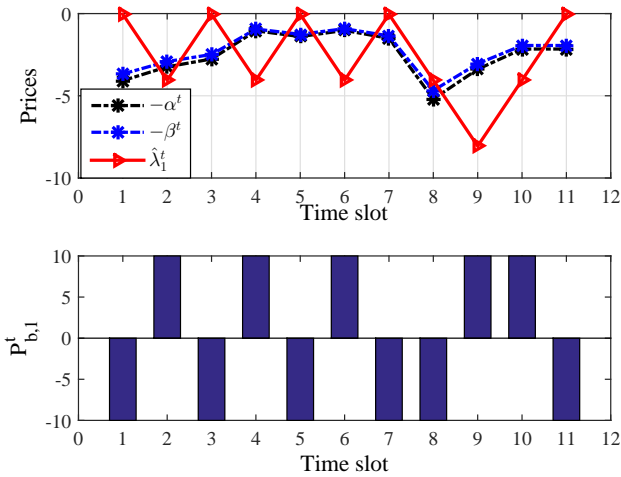 0
-5
-10
Prices
−α^t
−β^t
λ̂_1^t
0 1 2 3 4 5 6 7 8 9 10 11 12
Time slot
10
5
0
-5
-10
P^t_{b,1}
0 1 2 3 4 5 6 7 8 9 10 11 12
Time slot